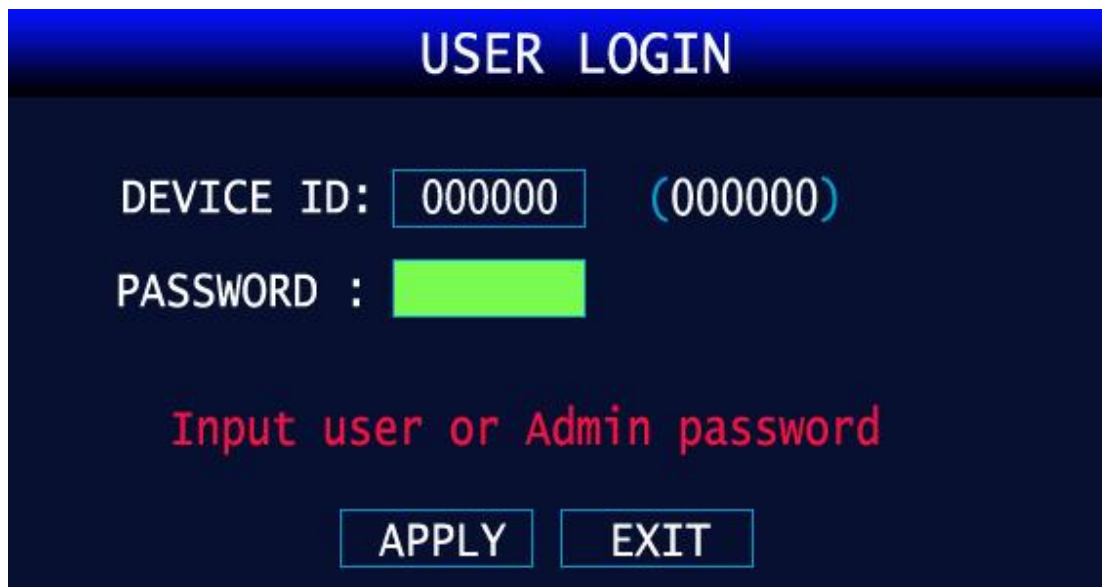 USER LOGIN
DEVICE ID: 000000 (000000)
PASSWORD :
Input user or Admin password
APPLY EXIT